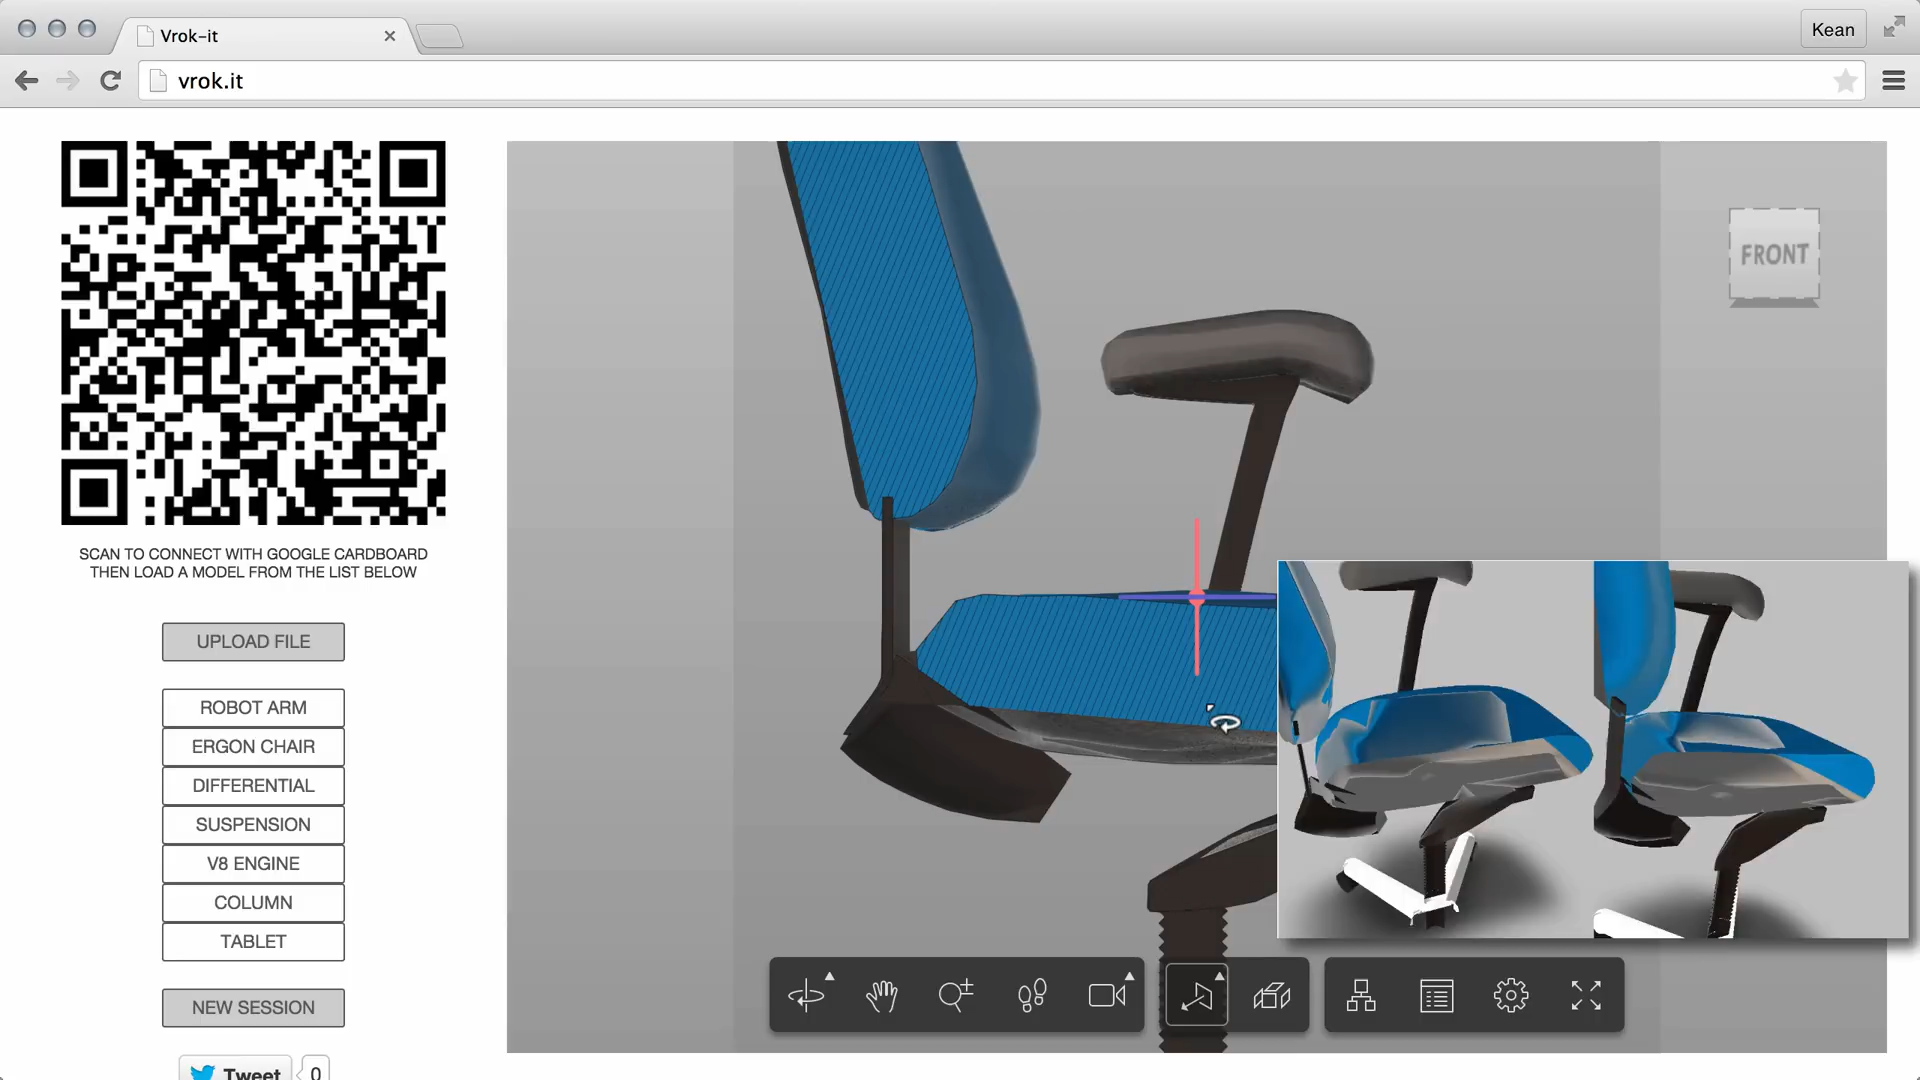 Vrok-it
Kean
vrok.it
FRONT
SCAN TO CONNECT WITH GOOGLE CARDBOARD
THEN LOAD A MODEL FROM THE LIST BELOW
UPLOAD FILE
ROBOT ARM
ERGON CHAIR
DIFFERENTIAL
SUSPENSION
V8 ENGINE
COLUMN
TABLET
NEW SESSION
Tweet 0